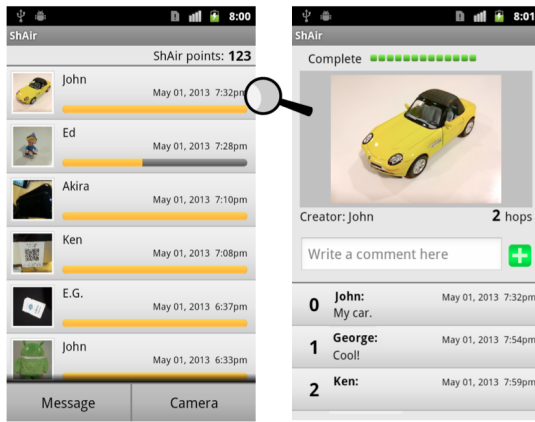 8:00
ShAir
ShAir points: 123
John
May 01, 2013 7:32pm
Ed
May 01, 2013 7:28pm
Akira
May 01, 2013 7:10pm
Ken
May 01, 2013 7:08pm
E.G.
May 01, 2013 6:37pm
John
May 01, 2013 6:33pm
Message Camera
8:01
ShAir
Complete
Creator: John 2 hops
Write a comment here
0 John: May 01, 2013 7:32pm
My car.
1 George: May 01, 2013 7:54pm
Cool!
2 Ken: May 01, 2013 7:59pm